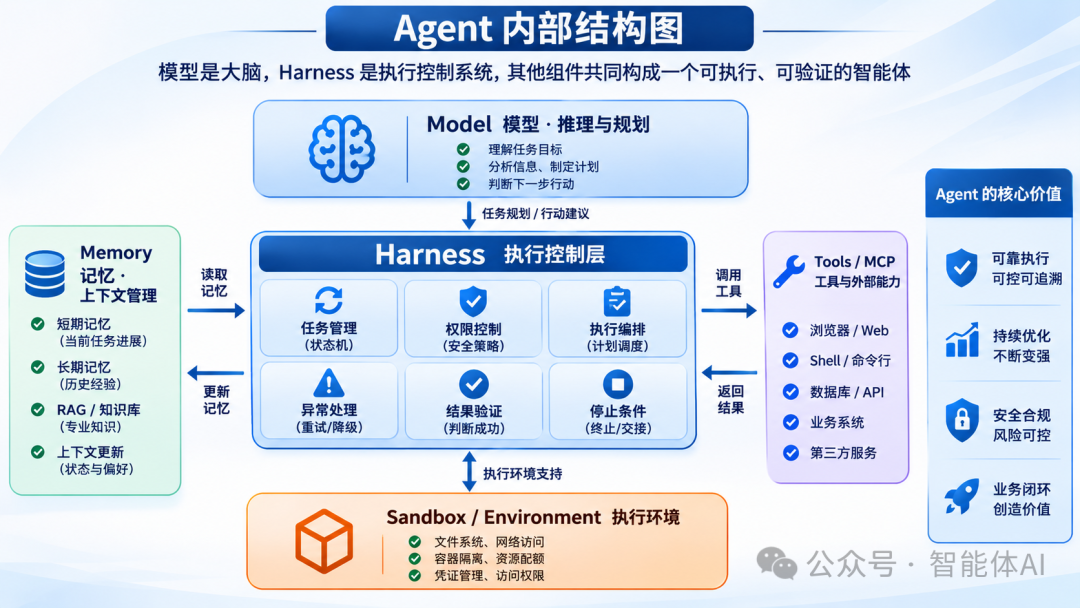 Agent 内部结构图
模型是大脑，Harness 是执行控制系统，其他组件共同构成一个可执行、可验证的智能体
Model 模型 · 推理与规划
理解任务目标
分析信息、制定计划
判断下一步行动
任务规划 / 行动建议
Memory
记忆 ·
上下文管理
短期记忆
（当前任务进展）
长期记忆
（历史经验）
RAG / 知识库
（专业知识）
上下文更新
（状态与偏好）
读取
记忆
更新
记忆
Harness 执行控制层
任务管理
（状态机）
权限控制
（安全策略）
执行编排
（计划调度）
异常处理
（重试/降级）
结果验证
（判断成功）
停止条件
（终止/交接）
调用
工具
返回
结果
Tools / MCP
工具与外部能力
浏览器 / Web
Shell / 命令行
数据库 / API
业务系统
第三方服务
执行环境支持
Sandbox / Environment 执行环境
文件系统、网络访问
容器隔离、资源配额
凭证管理、访问权限
Agent 的核心价值
可靠执行
可控可追溯
持续优化
不断变强
安全合规
风险可控
业务闭环
创造价值
公众号 · 智能体AI